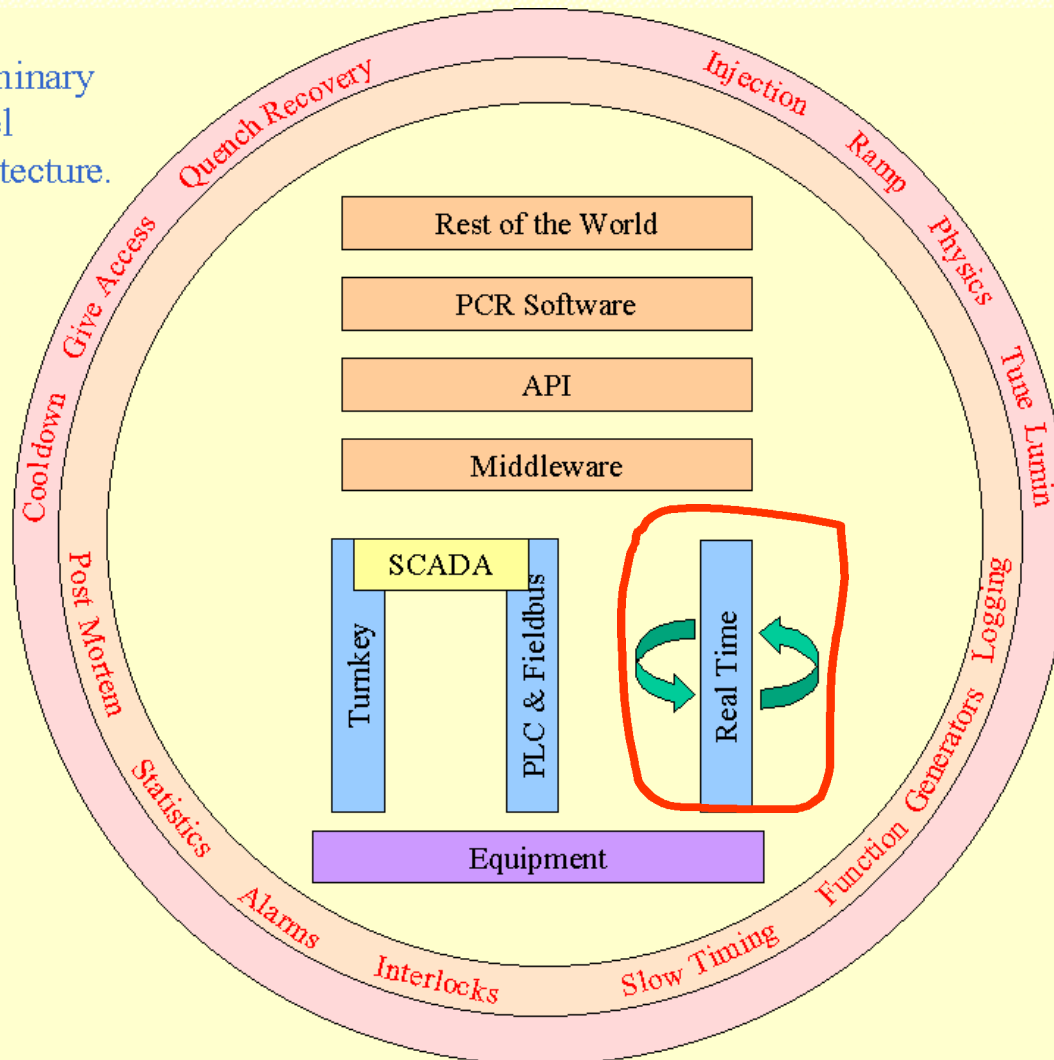 Quench Recovery
Injection
Ramp
Physics
Tune Lumin
Give Access
Cooldown
Rest of the World
PCR Software
API
Middleware
SCADA
Turnkey
PLC & Fieldbus
Real Time
Equipment
Post Mortem
Statistics
Alarms
Interlocks
Slow Timing
Function Generators
Logging